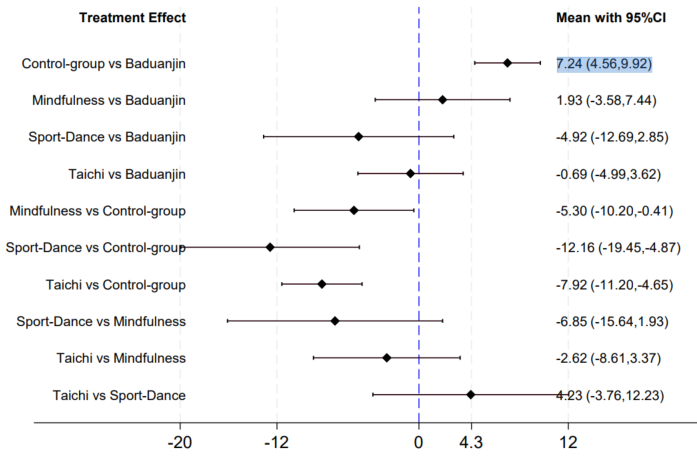 Treatment Effect Mean with 95%CI
Control-group vs Baduanjin 7.24 (4.56,9.92)
Mindfulness vs Baduanjin 1.93 (-3.58,7.44)
Sport-Dance vs Baduanjin -4.92 (-12.69,2.85)
Taichi vs Baduanjin -0.69 (-4.99,3.62)
Mindfulness vs Control-group -5.30 (-10.20,-0.41)
Sport-Dance vs Control-group -12.16 (-19.45,-4.87)
Taichi vs Control-group -7.92 (-11.20,-4.65)
Sport-Dance vs Mindfulness -6.85 (-15.64,1.93)
Taichi vs Mindfulness -2.62 (-8.61,3.37)
Taichi vs Sport-Dance 4.23 (-3.76,12.23)
-20 -12 0 4.3 12